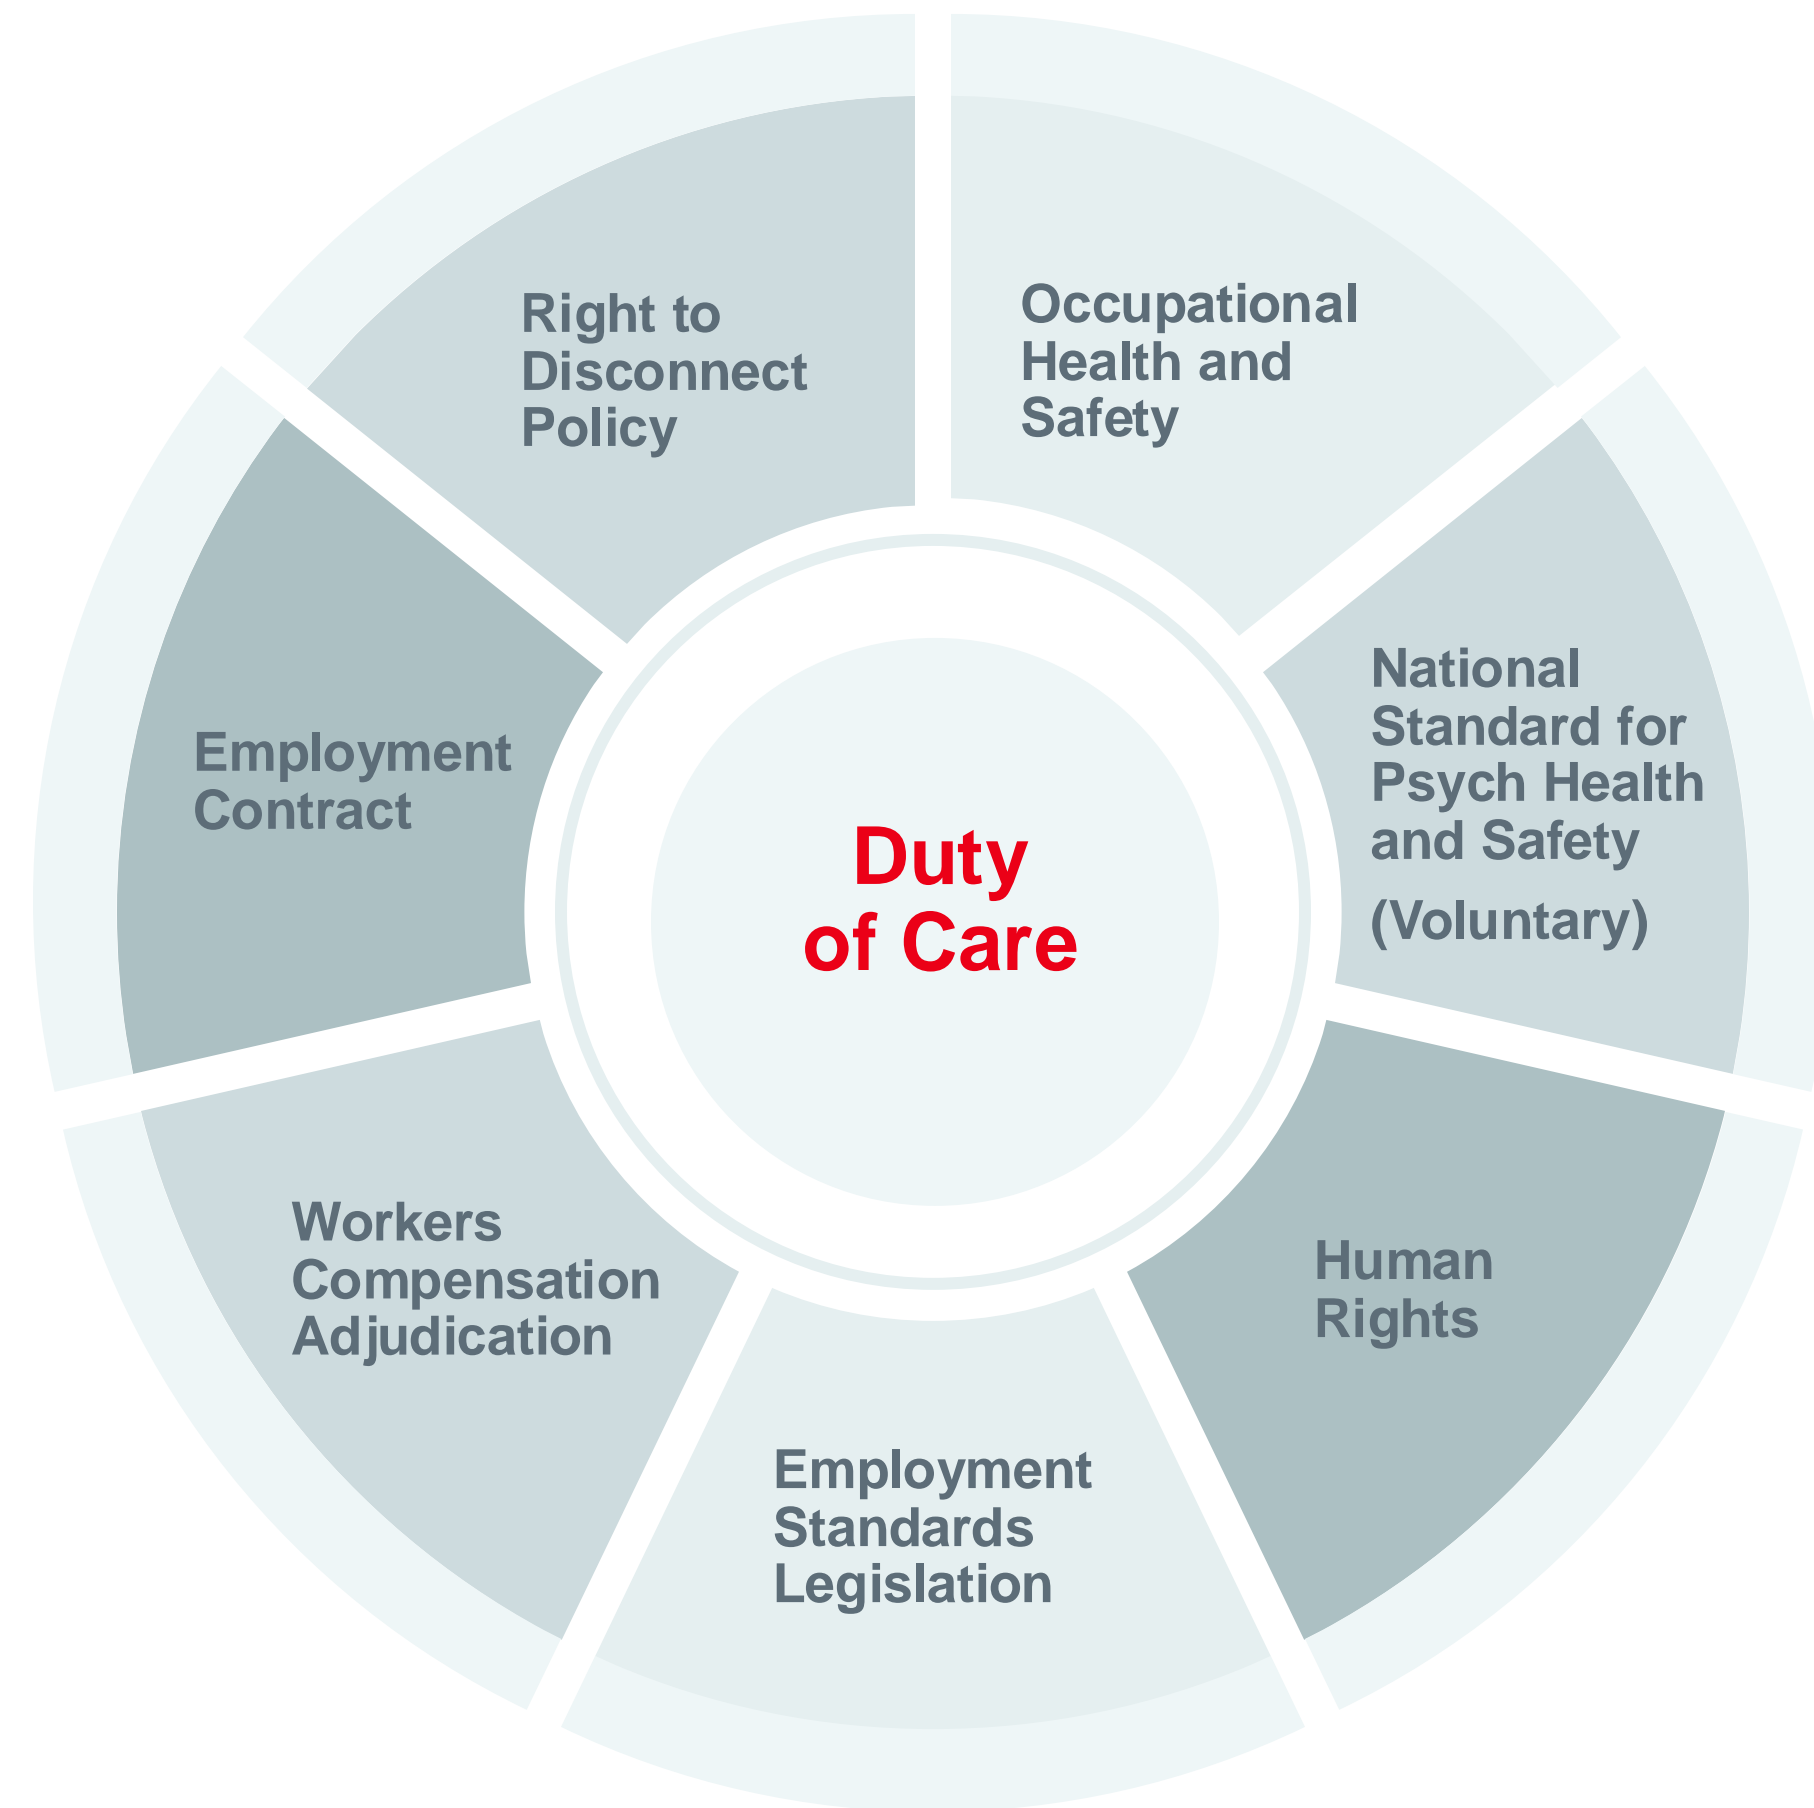 Right to
Disconnect
Policy
Occupational
Health and
Safety
National
Standard for
Psych Health
and Safety
(Voluntary)
Human
Rights
Employment
Standards
Legislation
Workers
Compensation
Adjudication
Employment
Contract
Duty
of Care